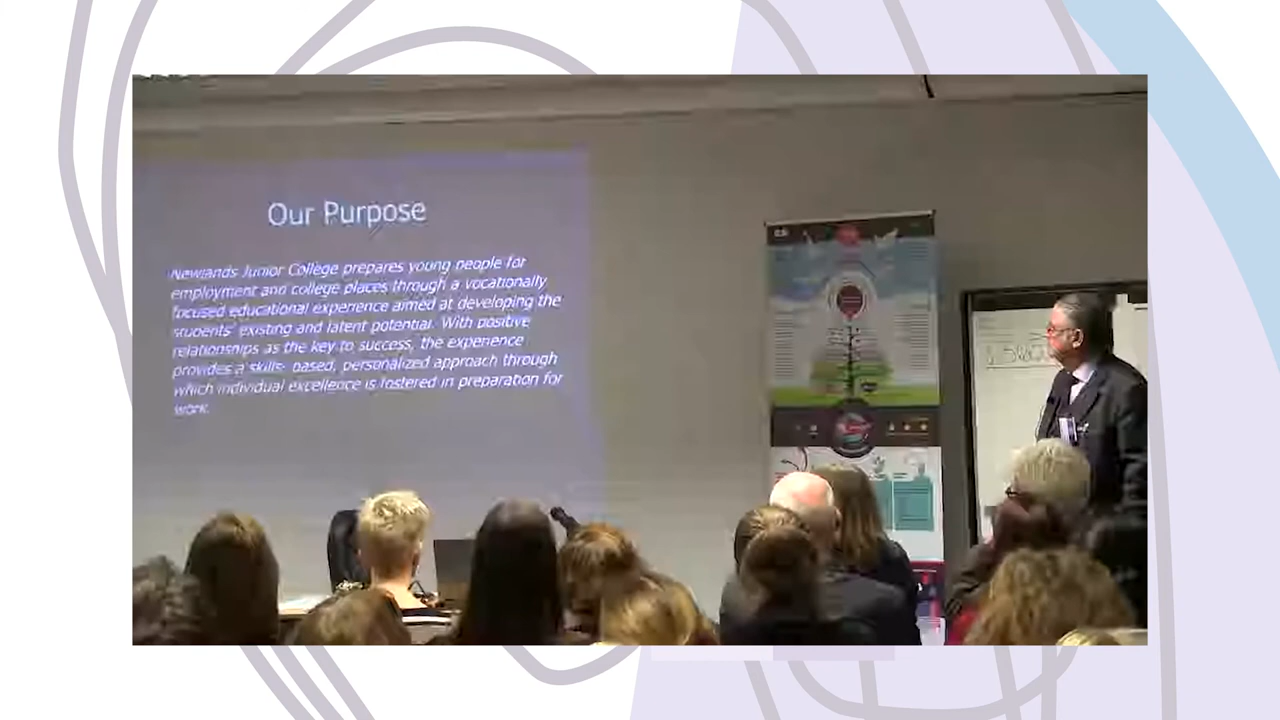 Our Purpose
Newlands Junior College prepares young people for
employment and college places through a vocationally
focused educational experience aimed at developing the
students' existing and latent potential. With positive
relationships as the key to success, the experience
provides a skills- based, personalized approach through
which individual excellence is fostered in preparation for
work.